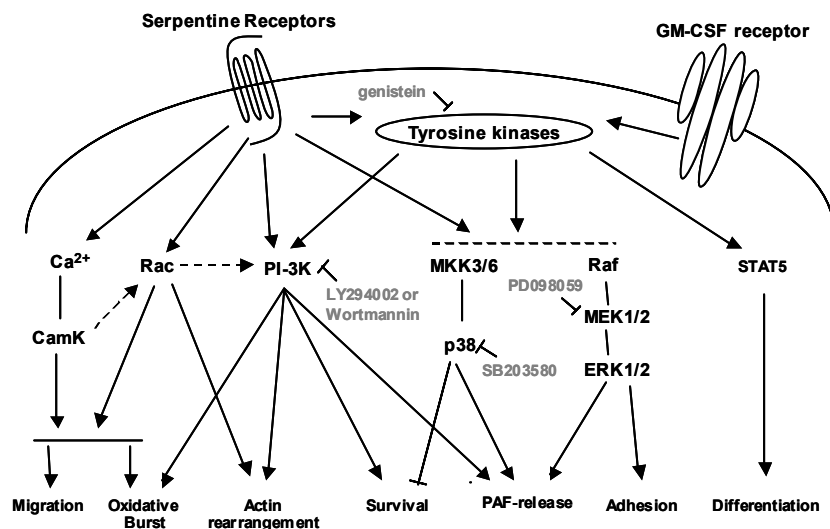 Serpentine Receptors
GM-CSF receptor
genistein
Tyrosine kinases
Ca2+
Rac
PI-3K
MKK3/6
Raf
STAT5
LY294002 or
Wortmannin
PD098059
CamK
MEK1/2
p38
SB203580
ERK1/2
Migration
Oxidative
Burst
Actin
rearrangement
Survival
PAF-release
Adhesion
Differentiation